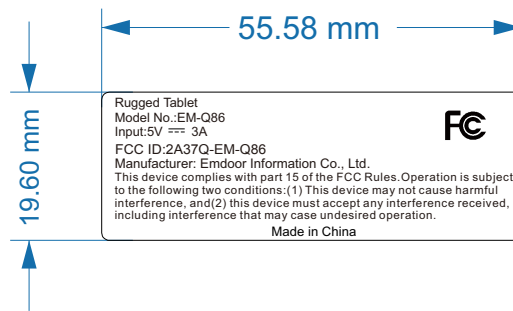 55.58 mm
19.60 mm
Rugged Tablet
Model No.:EM-Q86
Input:5V ⎓ 3A
FC
FCC ID:2A37Q-EM-Q86
Manufacturer: Emdoor Information Co., Ltd.
This device complies with part 15 of the FCC Rules.Operation is subject
to the following two conditions:(1) This device may not cause harmful
interference, and(2) this device must accept any interference received,
including interference that may case undesired operation.
Made in China